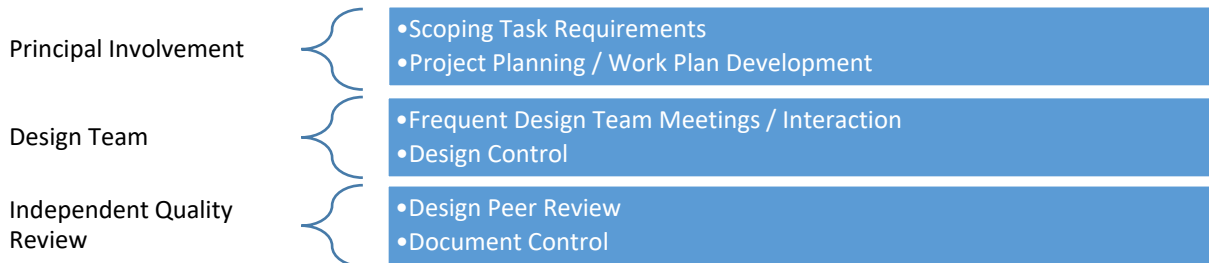 Principal Involvement
•Scoping Task Requirements
•Project Planning / Work Plan Development
Design Team
•Frequent Design Team Meetings / Interaction
•Design Control
Independent Quality
Review
•Design Peer Review
•Document Control